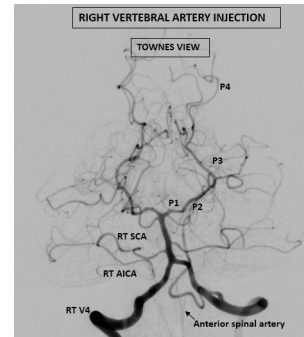 RIGHT VERTEBRAL ARTERY INJECTION
TOWNES VIEW
P4
P3
P1
P2
RT SCA
RT AICA
RT V4
Anterior spinal artery